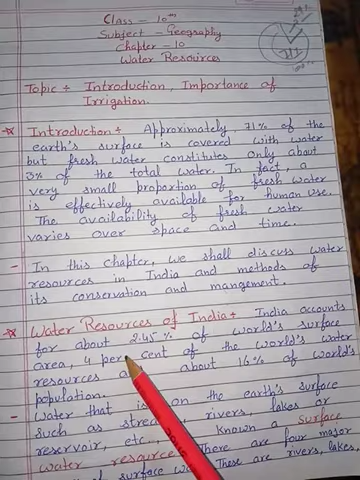 Class - 10th
Subject - Geography
Chapter - 10
Water Resources
Topic ÷ Introduction, Importance of
Irrigation.
Introduction ÷ Approximately, 71% of the
earth's surface is covered with water
but fresh water constitutes only about
3% of the total water. In fact, a
very small proportion of fresh water
is effectively available for human use.
The availability of fresh water
varies over space and time.
- In this chapter, we shall discuss water
resources in India and methods of
its conservation and mangement.
Water Resources of India ÷ India accounts
for about 2.45% of world's surface
area, 4 per cent of the world's water
resources a about 16% of world's
population.
- Water that is on the earth's surface
such as rivers, lakes or
reservoir, etc., known a surface
water resource There are four major
of surface These are rivers, lakes,